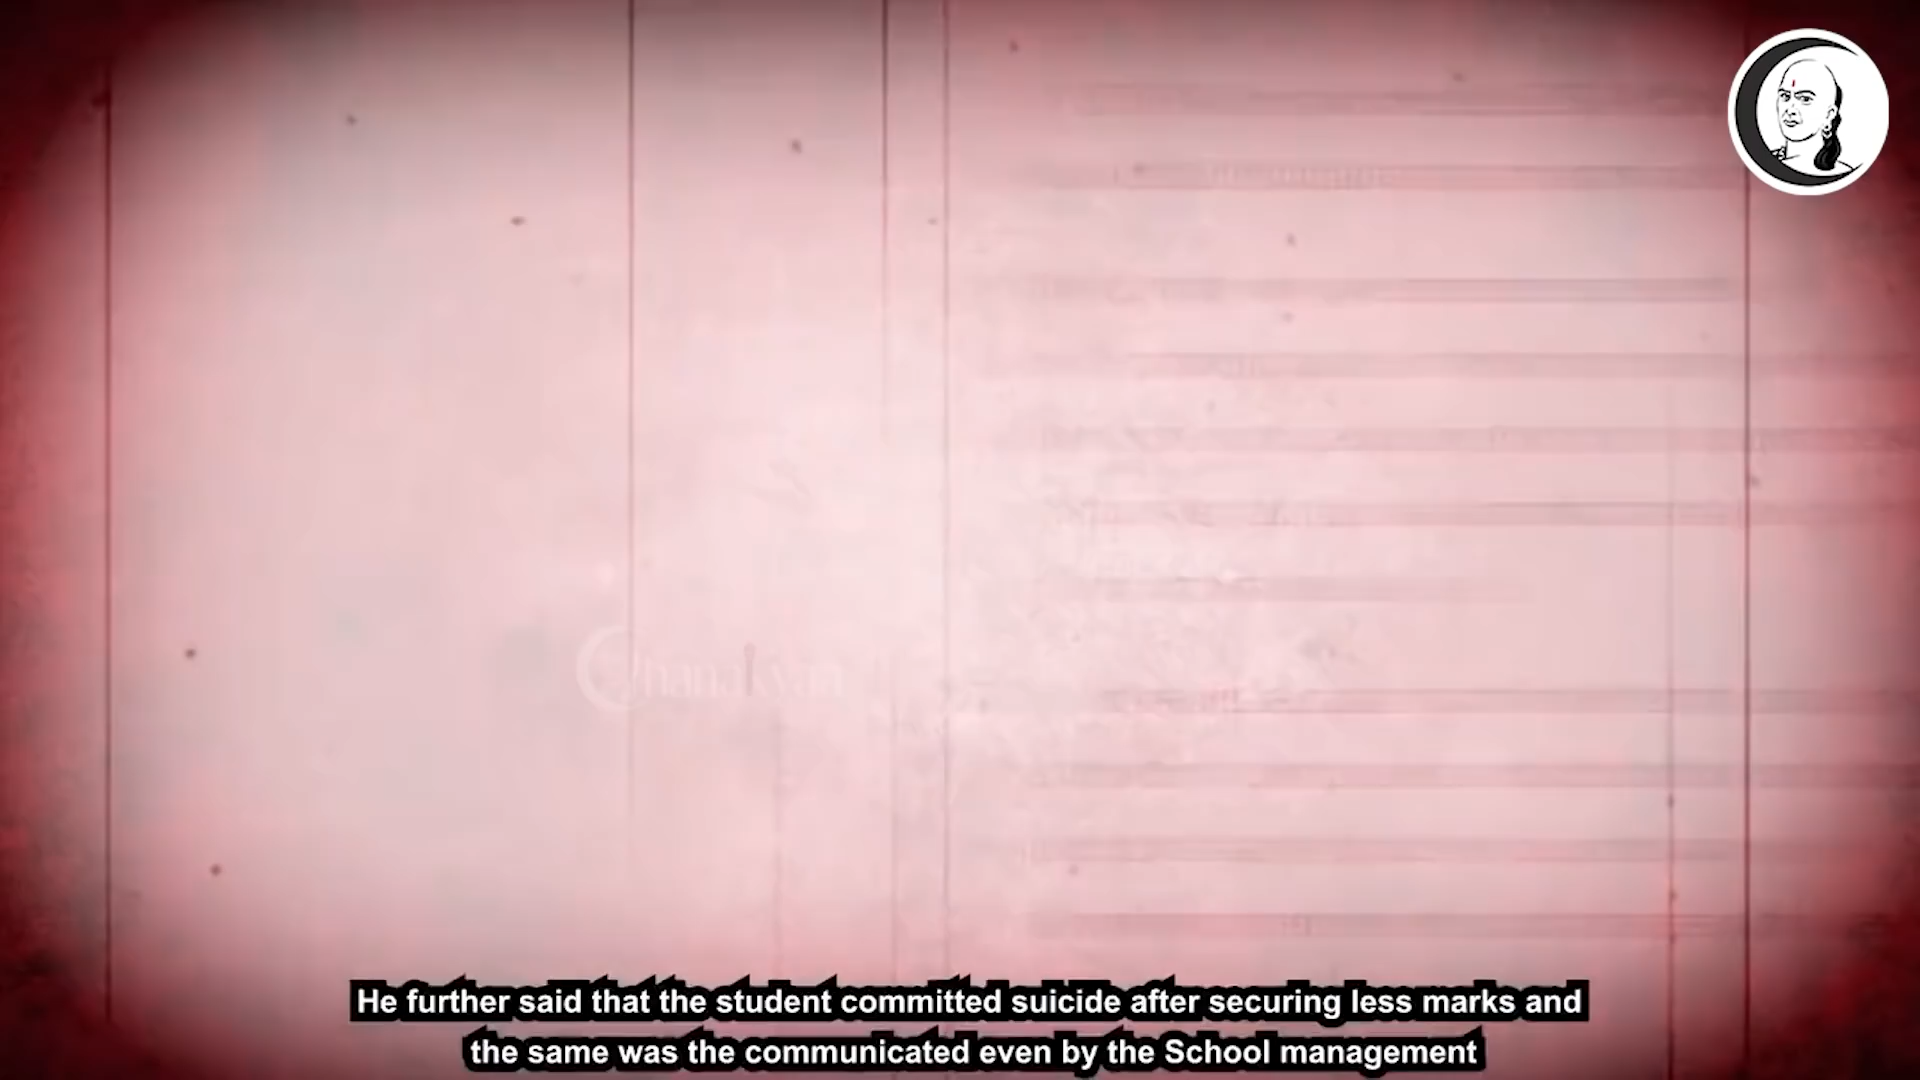 Chanakyan
He further said that the student committed suicide after securing less marks and
the same was the communicated even by the School management